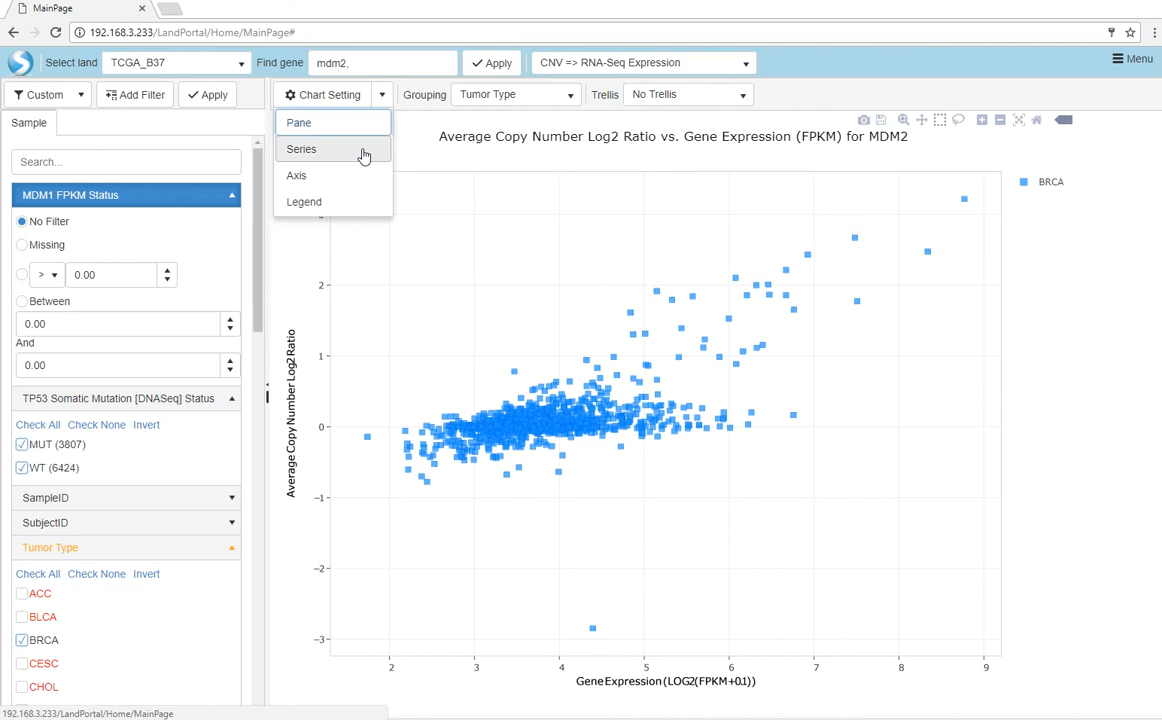 MainPage
192.168.3.233/LandPortal/Home/MainPage#
Select land TCGA_B37 Find gene mdm2, Apply CNV => RNA-Seq Expression Menu
Custom Add Filter Apply Chart Setting Grouping Tumor Type Trellis No Trellis
Sample
Pane
Series
Axis
Legend
Search...
MDM1 FPKM Status
No Filter
Missing
> 0.00
Between
0.00
And
0.00
TP53 Somatic Mutation [DNASeq] Status
Check All Check None Invert
MUT (3807)
WT (6424)
SampleID
SubjectID
Tumor Type
Check All Check None Invert
ACC
BLCA
BRCA
CESC
CHOL
Average Copy Number Log2 Ratio vs. Gene Expression (FPKM) for MDM2
BRCA
Average Copy Number Log2 Ratio
2
1
0
−1
−2
−3
2 3 4 5 6 7 8 9
Gene Expression (LOG2(FPKM+0.1))
192.168.3.233/LandPortal/Home/MainPage